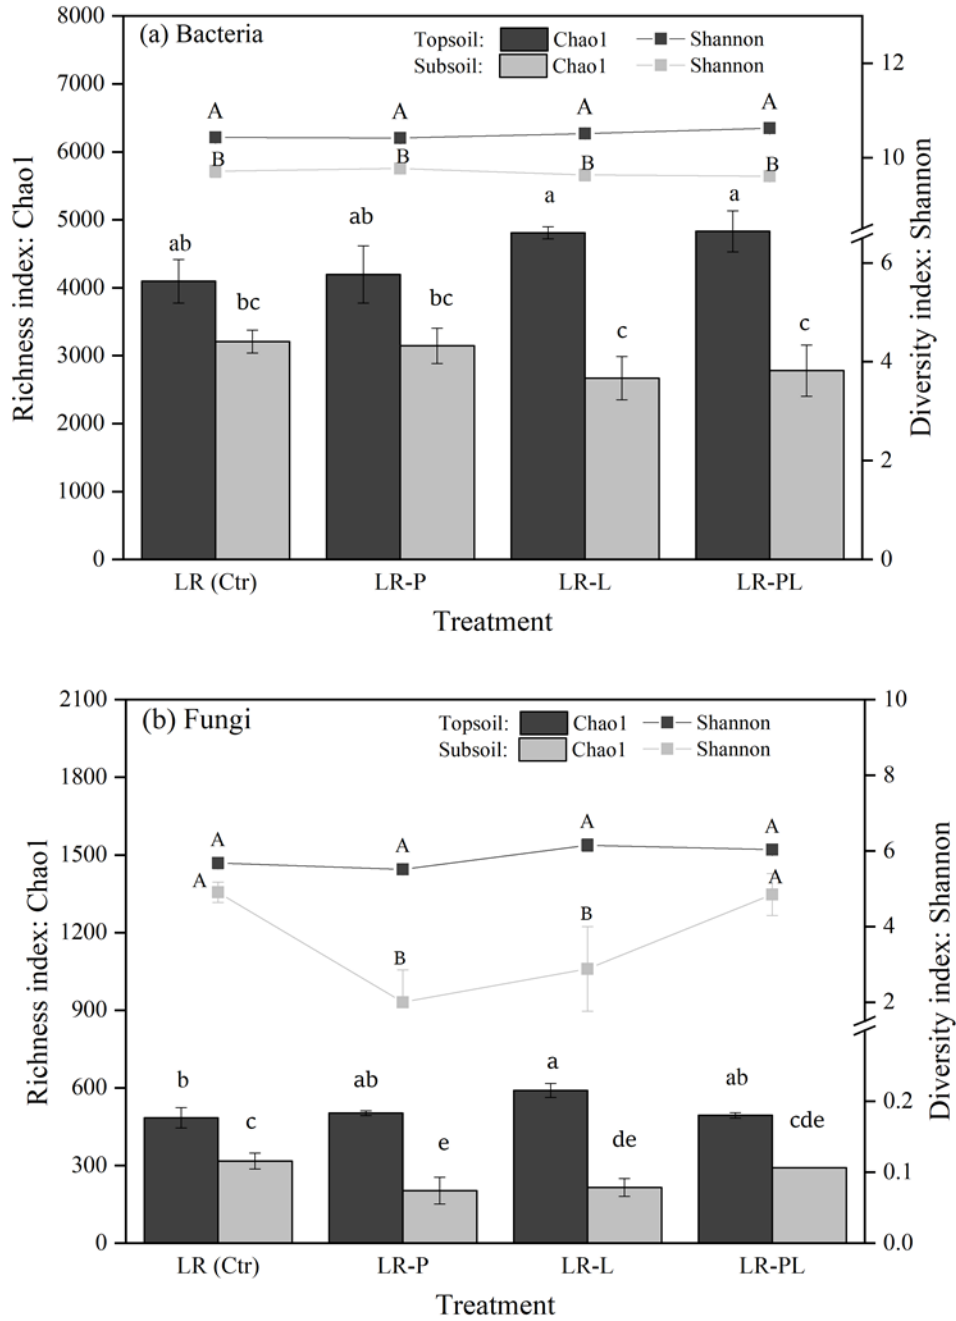 (a) Bacteria
Topsoil: Chao1 Shannon
Subsoil: Chao1 Shannon
Richness index: Chao1
8000
7000
6000
5000
4000
3000
2000
1000
0
A A A A
B B B B
ab ab a a
bc bc c c
Diversity index: Shannon
12
10
6
4
2
0
LR (Ctr) LR-P LR-L LR-PL
Treatment
(b) Fungi
Topsoil: Chao1 Shannon
Subsoil: Chao1 Shannon
Richness index: Chao1
2100
1800
1500
1200
900
600
300
0
A A A A
A B B A
b ab a ab
c e de cde
Diversity index: Shannon
10
8
6
4
2
0.2
0.1
0.0
LR (Ctr) LR-P LR-L LR-PL
Treatment